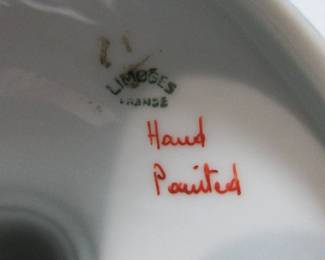 LIMOGES
FRANCE
Hand
Painted